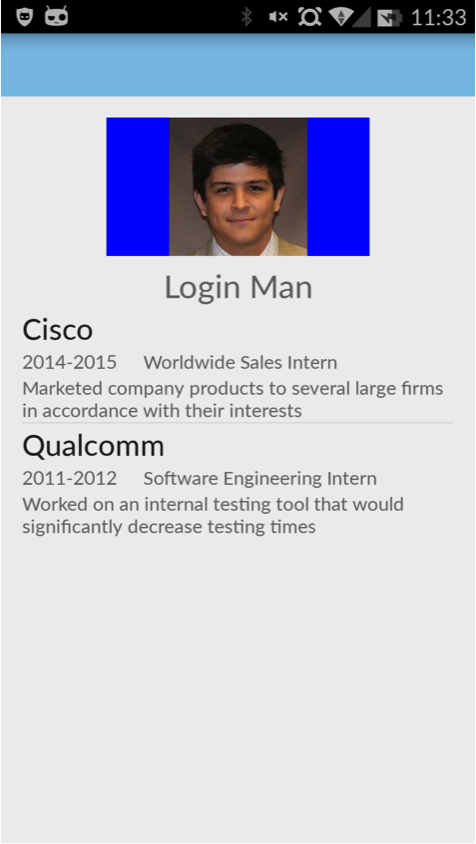 11:33
Login Man
Cisco
2014-2015 Worldwide Sales Intern
Marketed company products to several large firms
in accordance with their interests
Qualcomm
2011-2012 Software Engineering Intern
Worked on an internal testing tool that would
significantly decrease testing times